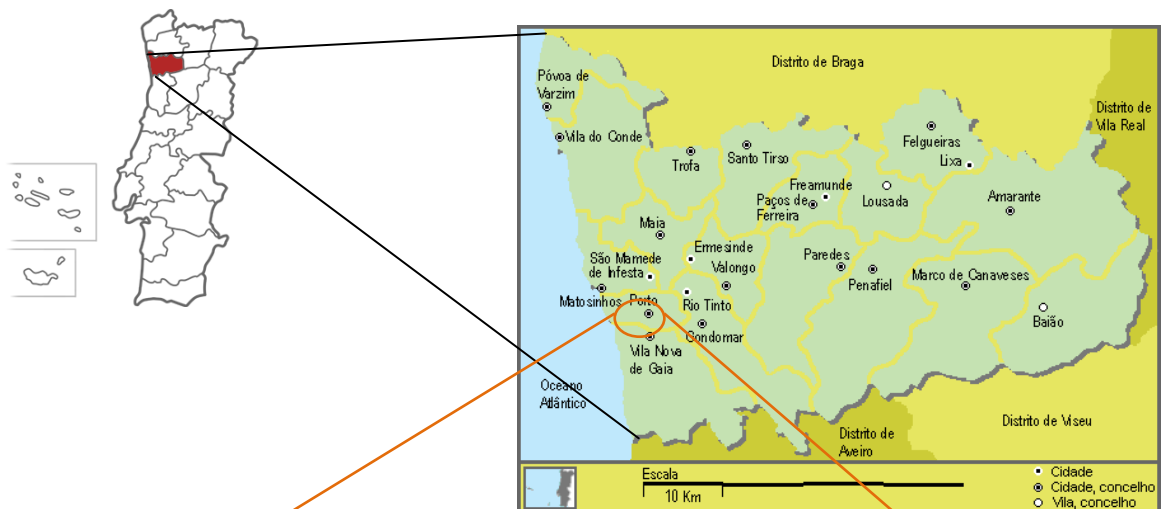 Distrito de Braga
Póvoa de
Varzim
Distrito de
Vila Real
Vila do Conde
Felgueiras
Lixa
Trofa
Santo Tirso
Freamunde
Paços de
Ferreira
Lousada
Amarante
Maia
Ermesinde
Valongo
São Mamede
de Infesta
Paredes
Penafiel
Marco de Canaveses
Matosinhos
Porto
Rio Tinto
Gondomar
Baião
Vila Nova
de Gaia
Oceano
Atlântico
Distrito de
Aveiro
Distrito de Viseu
Escala
10 Km
Cidade
Cidade, concelho
Vila, concelho